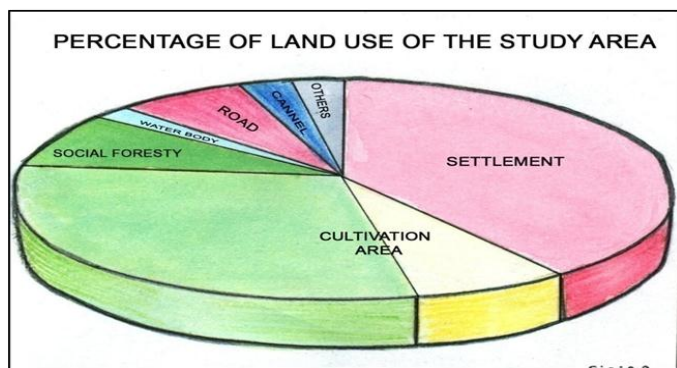 PERCENTAGE OF LAND USE OF THE STUDY AREA
OTHERS
CANNEL
ROAD
WATER BODY
SOCIAL FORESTY
SETTLEMENT
CULTIVATION
AREA